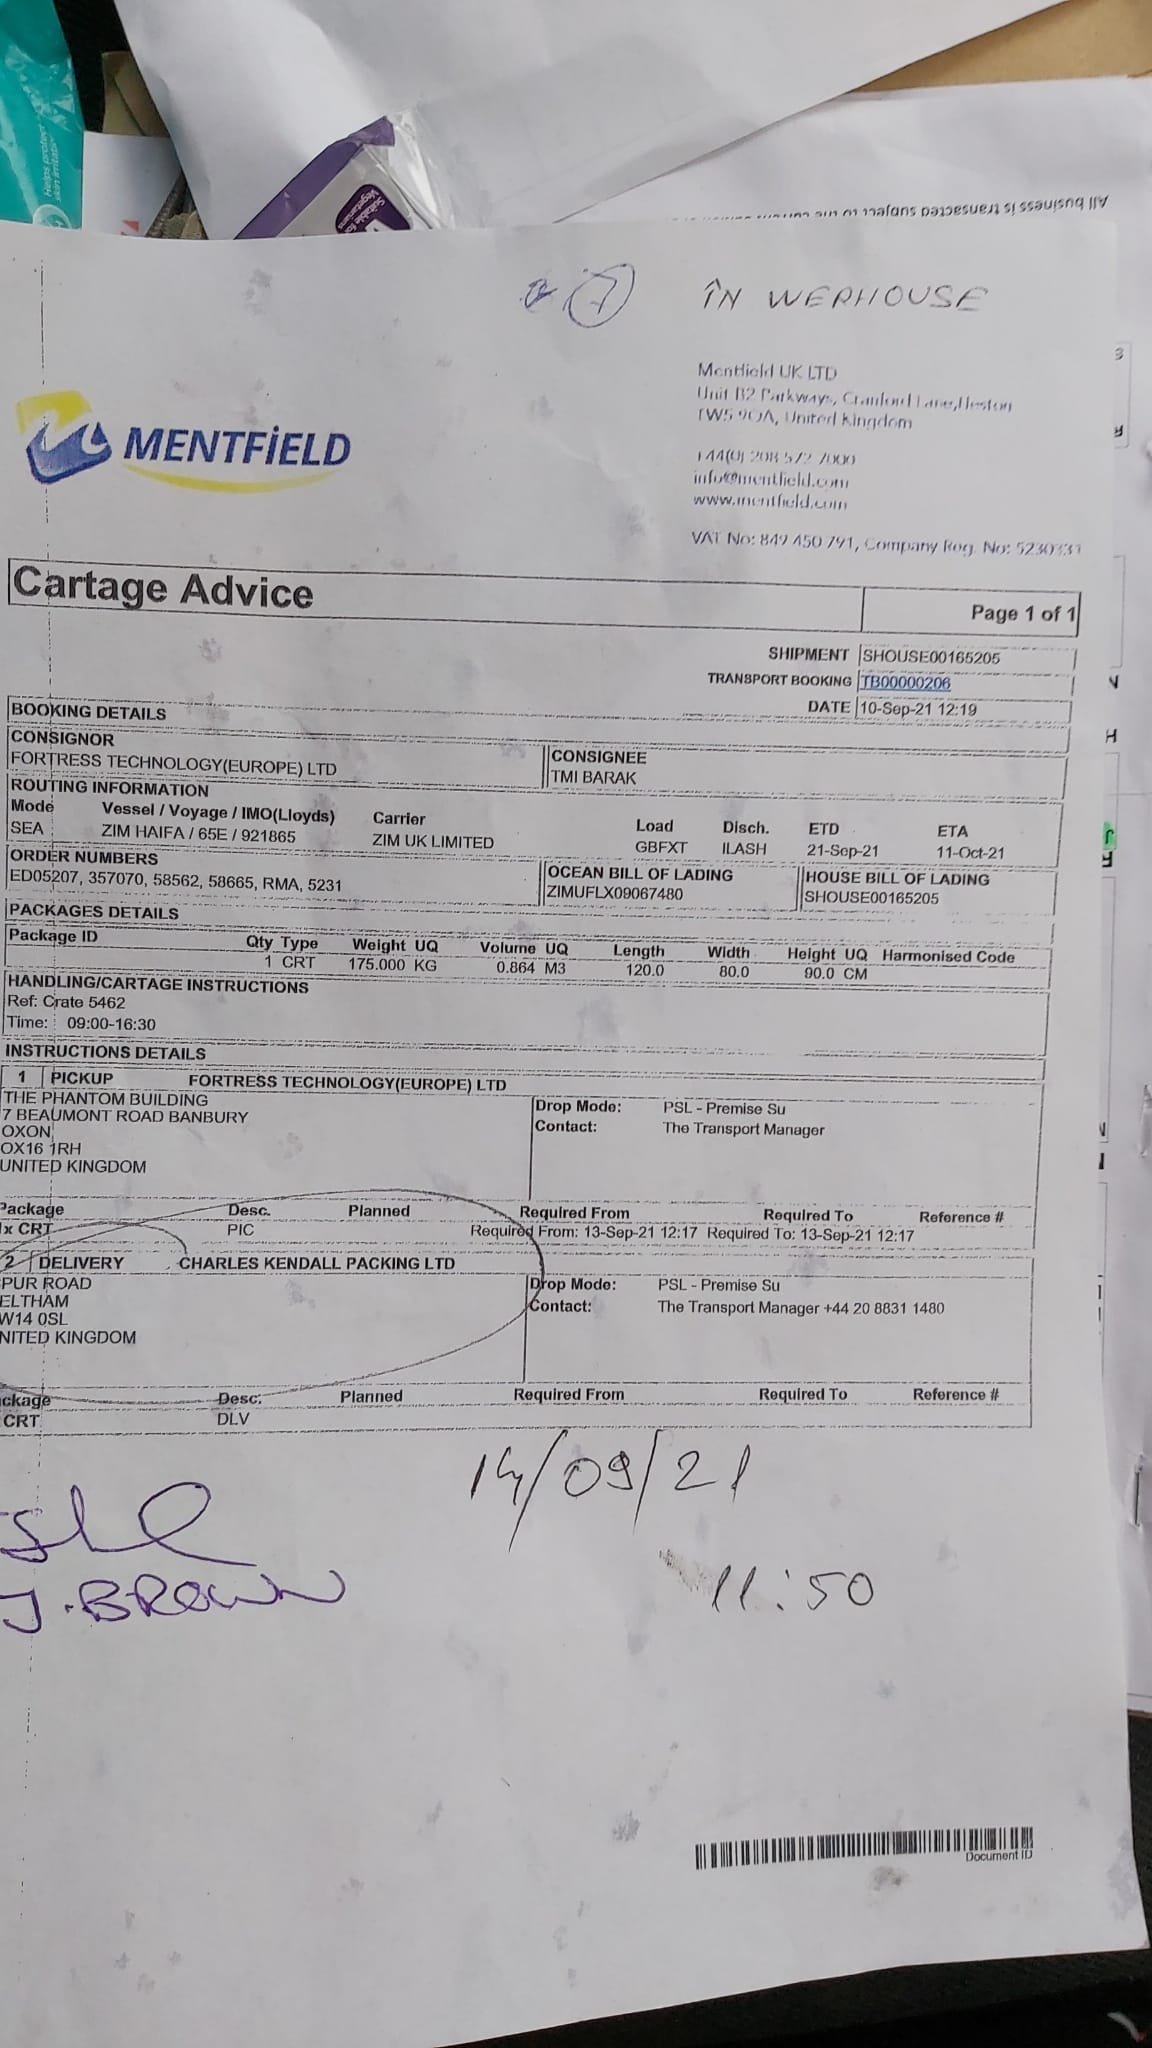 Helps protect
skin irritation
Suitable for
Vegetarians
All business is transacted subject to the
7
IN WERHOUSE
MENTFiELD
Mentfield UK LTD
Unit B2 Parkways, Cranford Lane, Heston
TW5 9QA, United Kingdom
+44(0) 208 572 7000
info@mentfield.com
www.mentfield.com
VAT No: 849 450 791, Company Reg. No: 5230331
Cartage Advice
Page 1 of 1
SHIPMENT SHOUSE00165205
TRANSPORT BOOKING TB00000206
DATE 10-Sep-21 12:19
BOOKING DETAILS
CONSIGNOR
FORTRESS TECHNOLOGY(EUROPE) LTD
CONSIGNEE
TMI BARAK
ROUTING INFORMATION
Mode Vessel / Voyage / IMO(Lloyds) Carrier Load Disch. ETD ETA
SEA ZIM HAIFA / 65E / 921865 ZIM UK LIMITED GBFXT ILASH 21-Sep-21 11-Oct-21
ORDER NUMBERS
ED05207, 357070, 58562, 58665, RMA, 5231
OCEAN BILL OF LADING
ZIMUFLX09067480
HOUSE BILL OF LADING
SHOUSE00165205
PACKAGES DETAILS
Package ID Qty Type Weight UQ Volume UQ Length Width Height UQ Harmonised Code
1 CRT 175.000 KG 0.864 M3 120.0 80.0 90.0 CM
HANDLING/CARTAGE INSTRUCTIONS
Ref: Crate 5462
Time: 09:00-16:30
INSTRUCTIONS DETAILS
1 PICKUP FORTRESS TECHNOLOGY(EUROPE) LTD
THE PHANTOM BUILDING
7 BEAUMONT ROAD BANBURY
OXON
OX16 1RH
UNITED KINGDOM
Drop Mode: PSL - Premise Su
Contact: The Transport Manager
Package Desc. Planned Required From Required To Reference #
1x CRT PIC Required From: 13-Sep-21 12:17 Required To: 13-Sep-21 12:17
2 DELIVERY CHARLES KENDALL PACKING LTD
PUR ROAD
ELTHAM
W14 0SL
NITED KINGDOM
Drop Mode: PSL - Premise Su
Contact: The Transport Manager +44 20 8831 1480
ackage Desc. Planned Required From Required To Reference #
CRT DLV
14/09/21
11:50
J.BROWN
Document ID